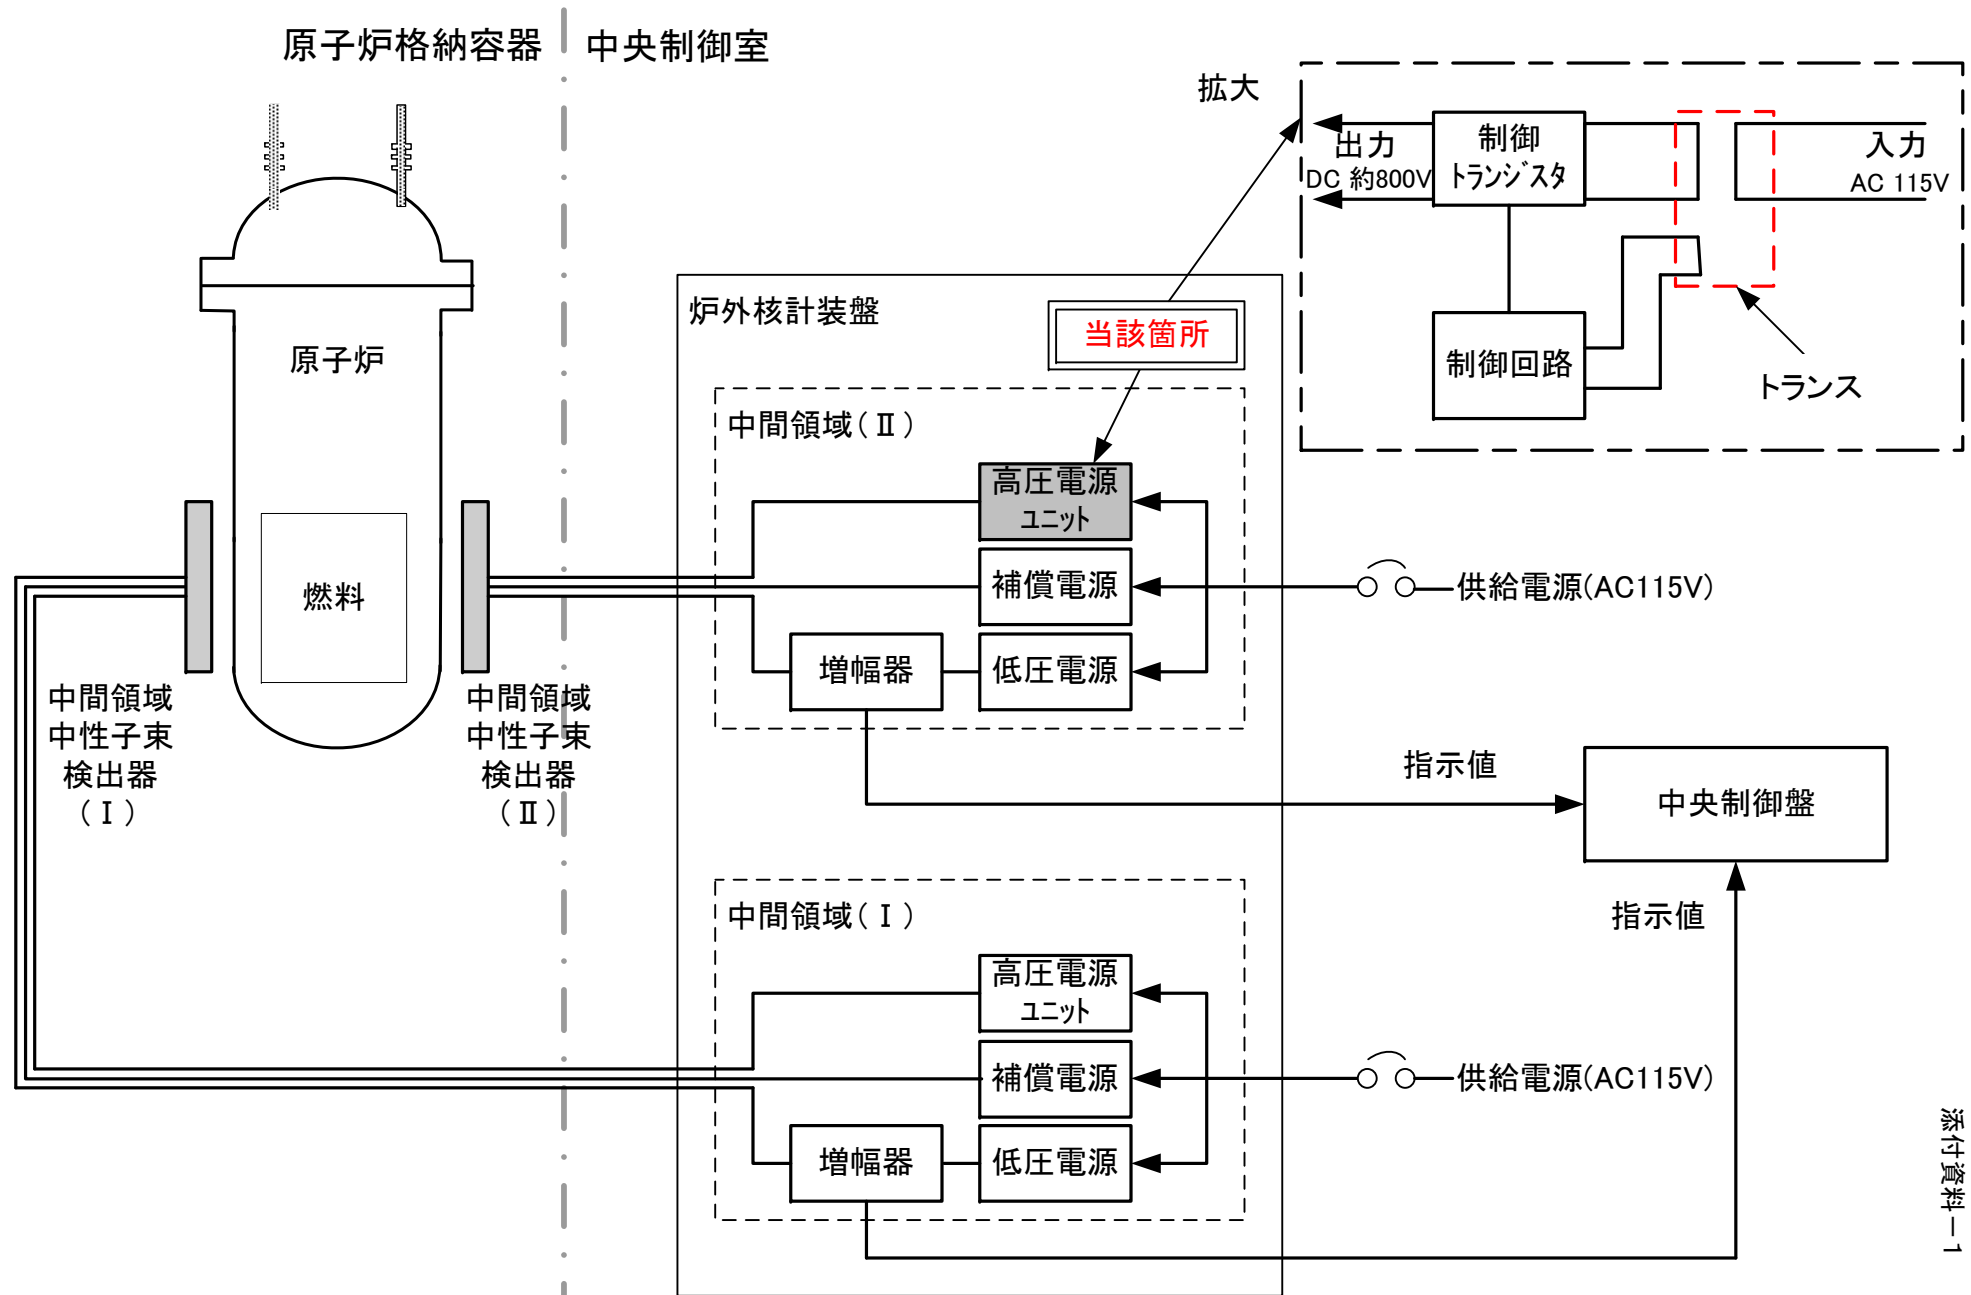 原子炉格納容器
中央制御室
拡大
出力
DC 約800V
制御
トランジスタ
入力
AC 115V
制御回路
トランス
炉外核計装盤
当該箇所
原子炉
燃料
中間領域(Ⅱ)
高圧電源
ユニット
補償電源
増幅器
低圧電源
供給電源(AC115V)
中間領域
中性子束
検出器
(Ⅰ)
中間領域
中性子束
検出器
(Ⅱ)
指示値
中央制御盤
中間領域(Ⅰ)
指示値
高圧電源
ユニット
補償電源
増幅器
低圧電源
供給電源(AC115V)
添付資料－1